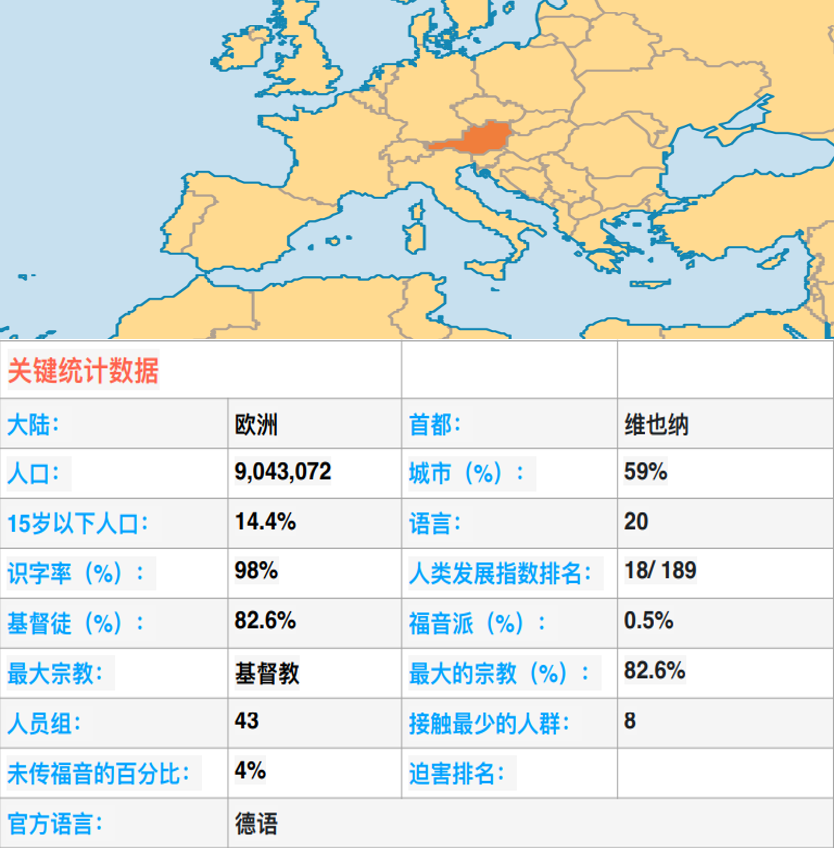 关键统计数据
大陆： 欧洲 首都： 维也纳
人口： 9,043,072 城市（%）： 59%
15岁以下人口： 14.4% 语言： 20
识字率（%）： 98% 人类发展指数排名： 18/ 189
基督徒（%）： 82.6% 福音派（%）： 0.5%
最大宗教： 基督教 最大的宗教（%）： 82.6%
人员组： 43 接触最少的人群： 8
未传福音的百分比： 4% 迫害排名：
官方语言： 德语